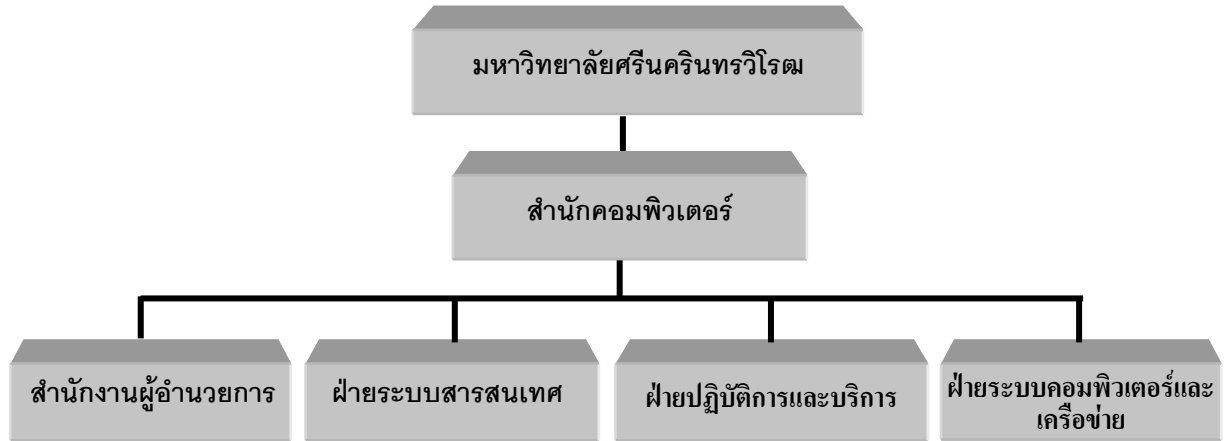 มหาวิทยาลัยศรีนครินทรวิโรฒ
สำนักคอมพิวเตอร์
สำนักงานผู้อำนวยการ
ฝ่ายระบบสารสนเทศ
ฝ่ายปฏิบัติการและบริการ
ฝ่ายระบบคอมพิวเตอร์และ
เครือข่าย